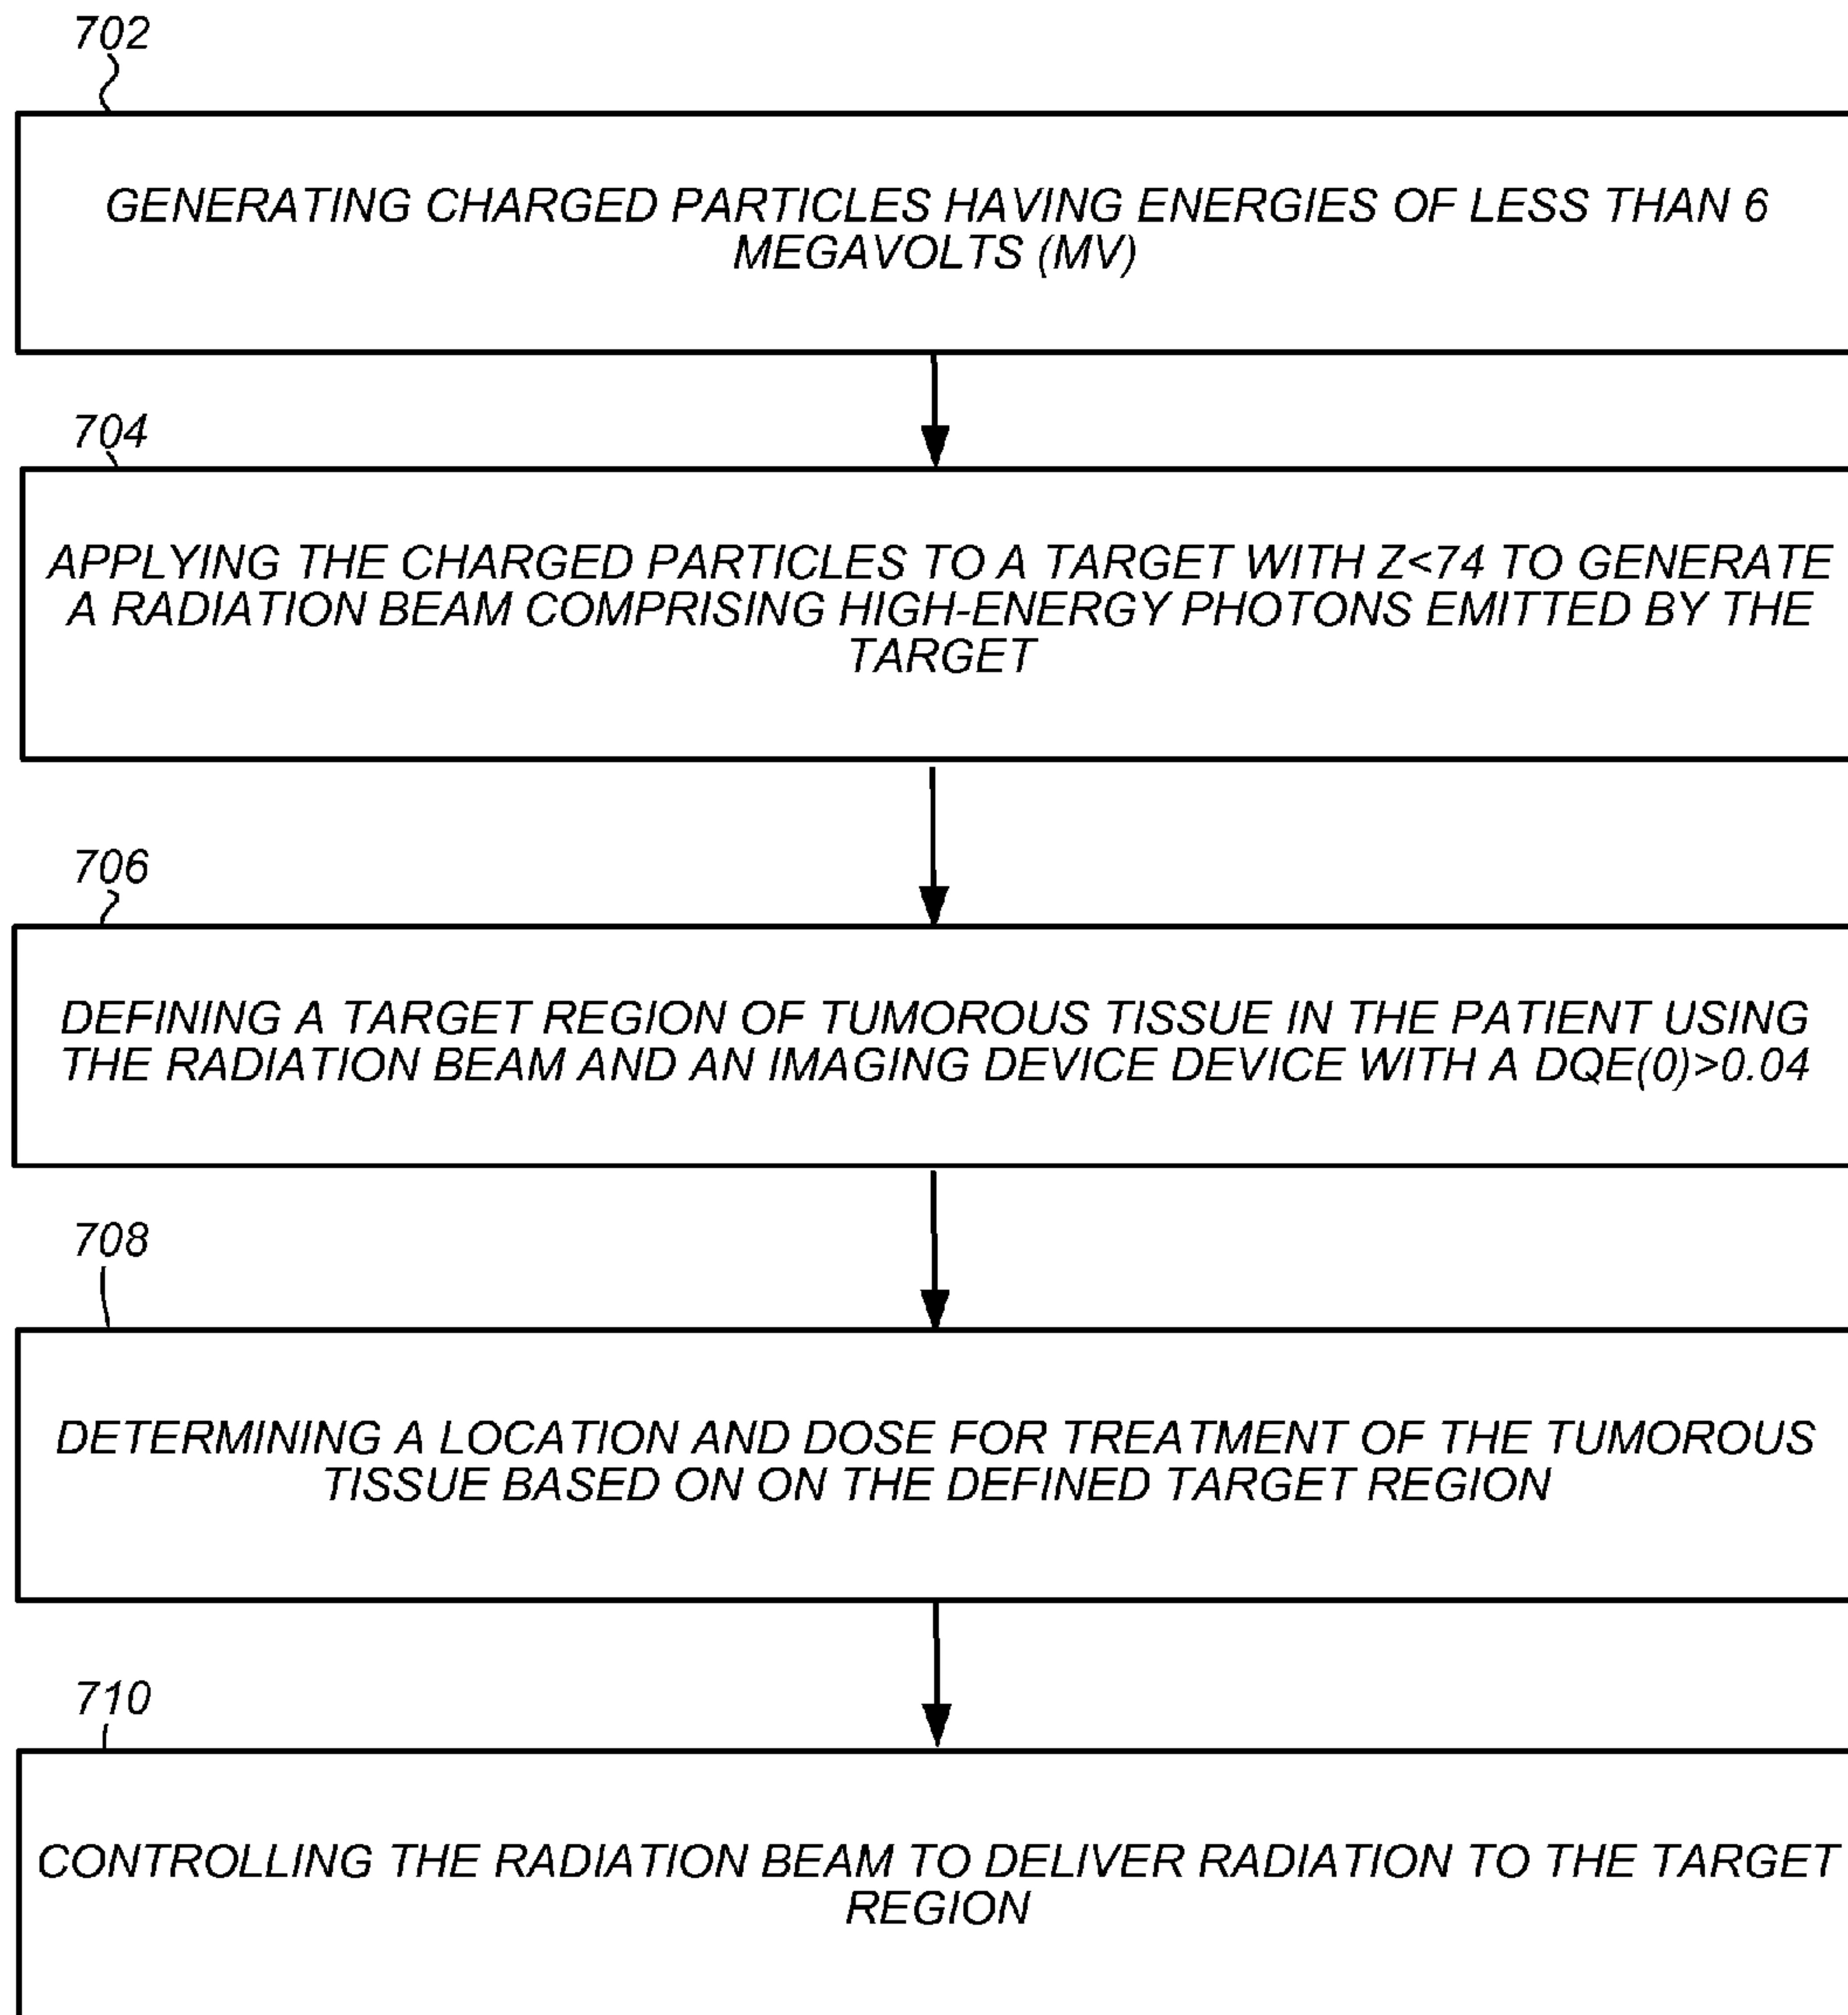 702
GENERATING CHARGED PARTICLES HAVING ENERGIES OF LESS THAN 6
MEGAVOLTS (MV)
704
APPLYING THE CHARGED PARTICLES TO A TARGET WITH Z<74 TO GENERATE
A RADIATION BEAM COMPRISING HIGH-ENERGY PHOTONS EMITTED BY THE
TARGET
706
DEFINING A TARGET REGION OF TUMOROUS TISSUE IN THE PATIENT USING
THE RADIATION BEAM AND AN IMAGING DEVICE DEVICE WITH A DQE(0)>0.04
708
DETERMINING A LOCATION AND DOSE FOR TREATMENT OF THE TUMOROUS
TISSUE BASED ON ON THE DEFINED TARGET REGION
710
CONTROLLING THE RADIATION BEAM TO DELIVER RADIATION TO THE TARGET
REGION